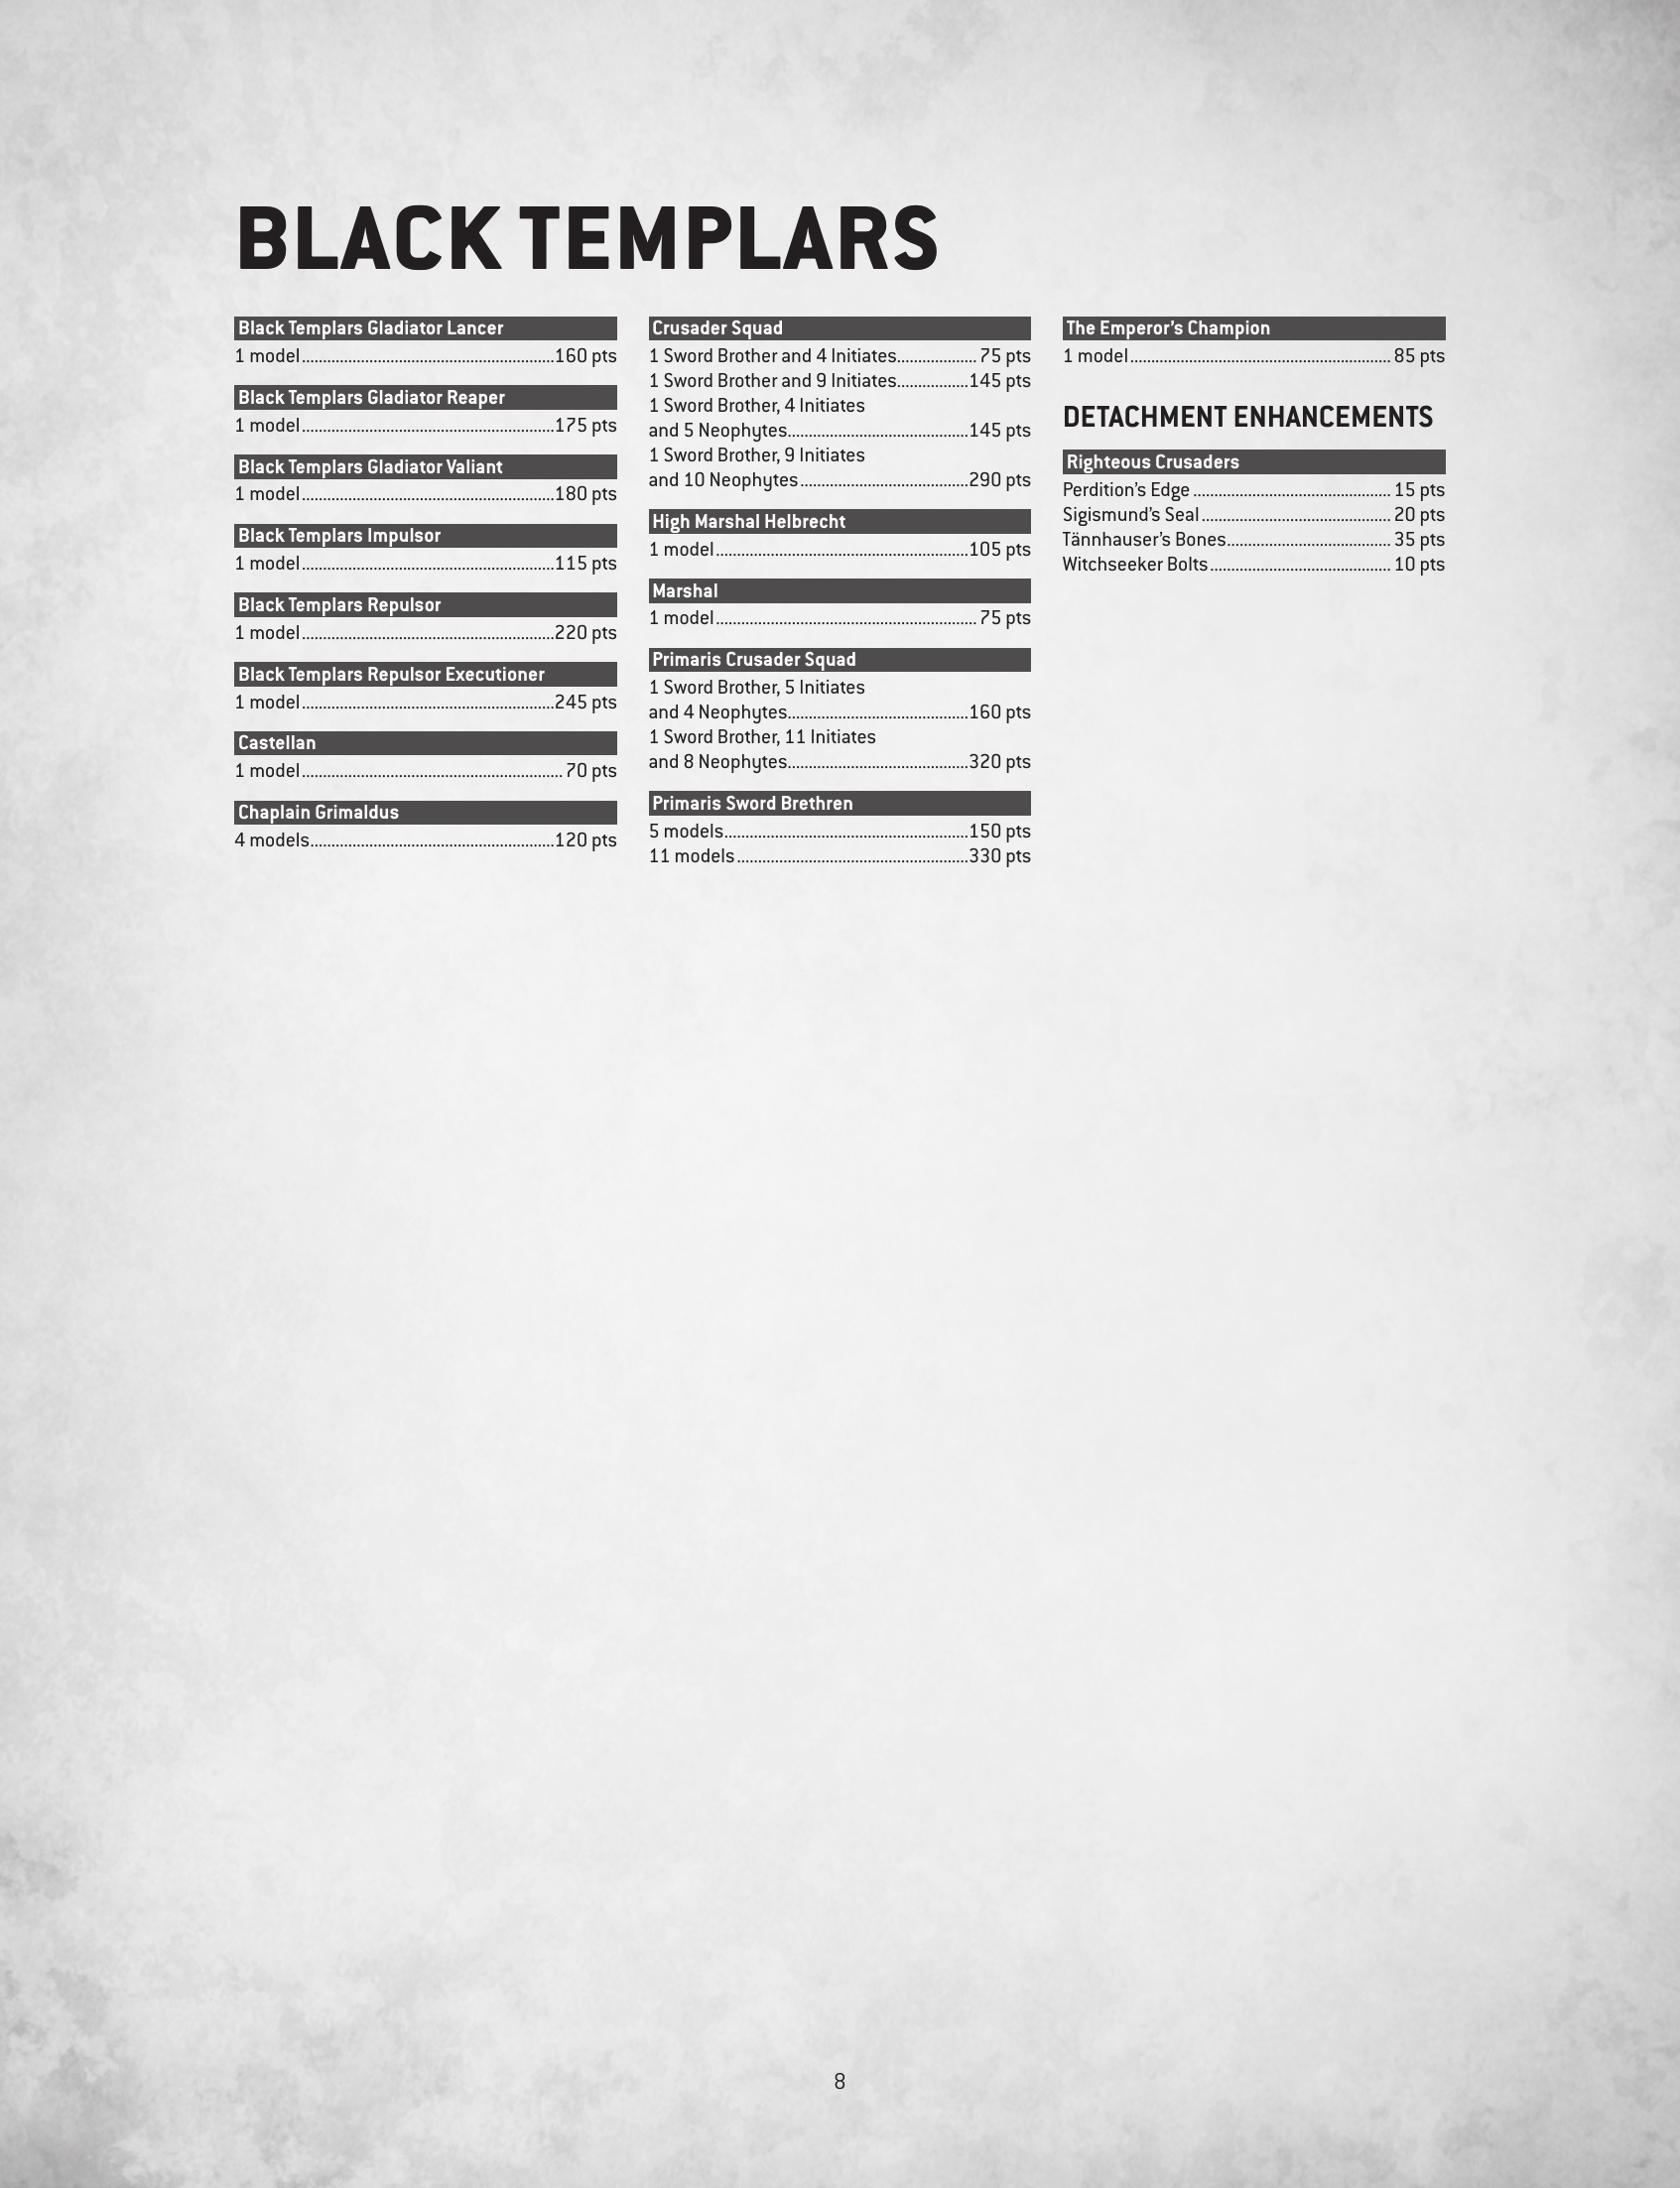 BLACK TEMPLARS
Black Templars Gladiator Lancer
1 model............................................................160 pts
Black Templars Gladiator Reaper
1 model............................................................175 pts
Black Templars Gladiator Valiant
1 model............................................................180 pts
Black Templars Impulsor
1 model............................................................115 pts
Black Templars Repulsor
1 model............................................................220 pts
Black Templars Repulsor Executioner
1 model............................................................245 pts
Castellan
1 model.............................................................. 70 pts
Chaplain Grimaldus
4 models..........................................................120 pts
Crusader Squad
1 Sword Brother and 4 Initiates................... 75 pts
1 Sword Brother and 9 Initiates.................145 pts
1 Sword Brother, 4 Initiates
and 5 Neophytes...........................................145 pts
1 Sword Brother, 9 Initiates
and 10 Neophytes ........................................290 pts
High Marshal Helbrecht
1 model............................................................105 pts
Marshal
1 model.............................................................. 75 pts
Primaris Crusader Squad
1 Sword Brother, 5 Initiates
and 4 Neophytes...........................................160 pts
1 Sword Brother, 11 Initiates
and 8 Neophytes...........................................320 pts
Primaris Sword Brethren
5 models..........................................................150 pts
11 models .......................................................330 pts
The Emperor’s Champion
1 model.............................................................. 85 pts
DETACHMENT ENHANCEMENTS
Righteous Crusaders
Perdition’s Edge ............................................... 15 pts
Sigismund’s Seal ............................................. 20 pts
Tännhauser’s Bones....................................... 35 pts
Witchseeker Bolts ........................................... 10 pts
8